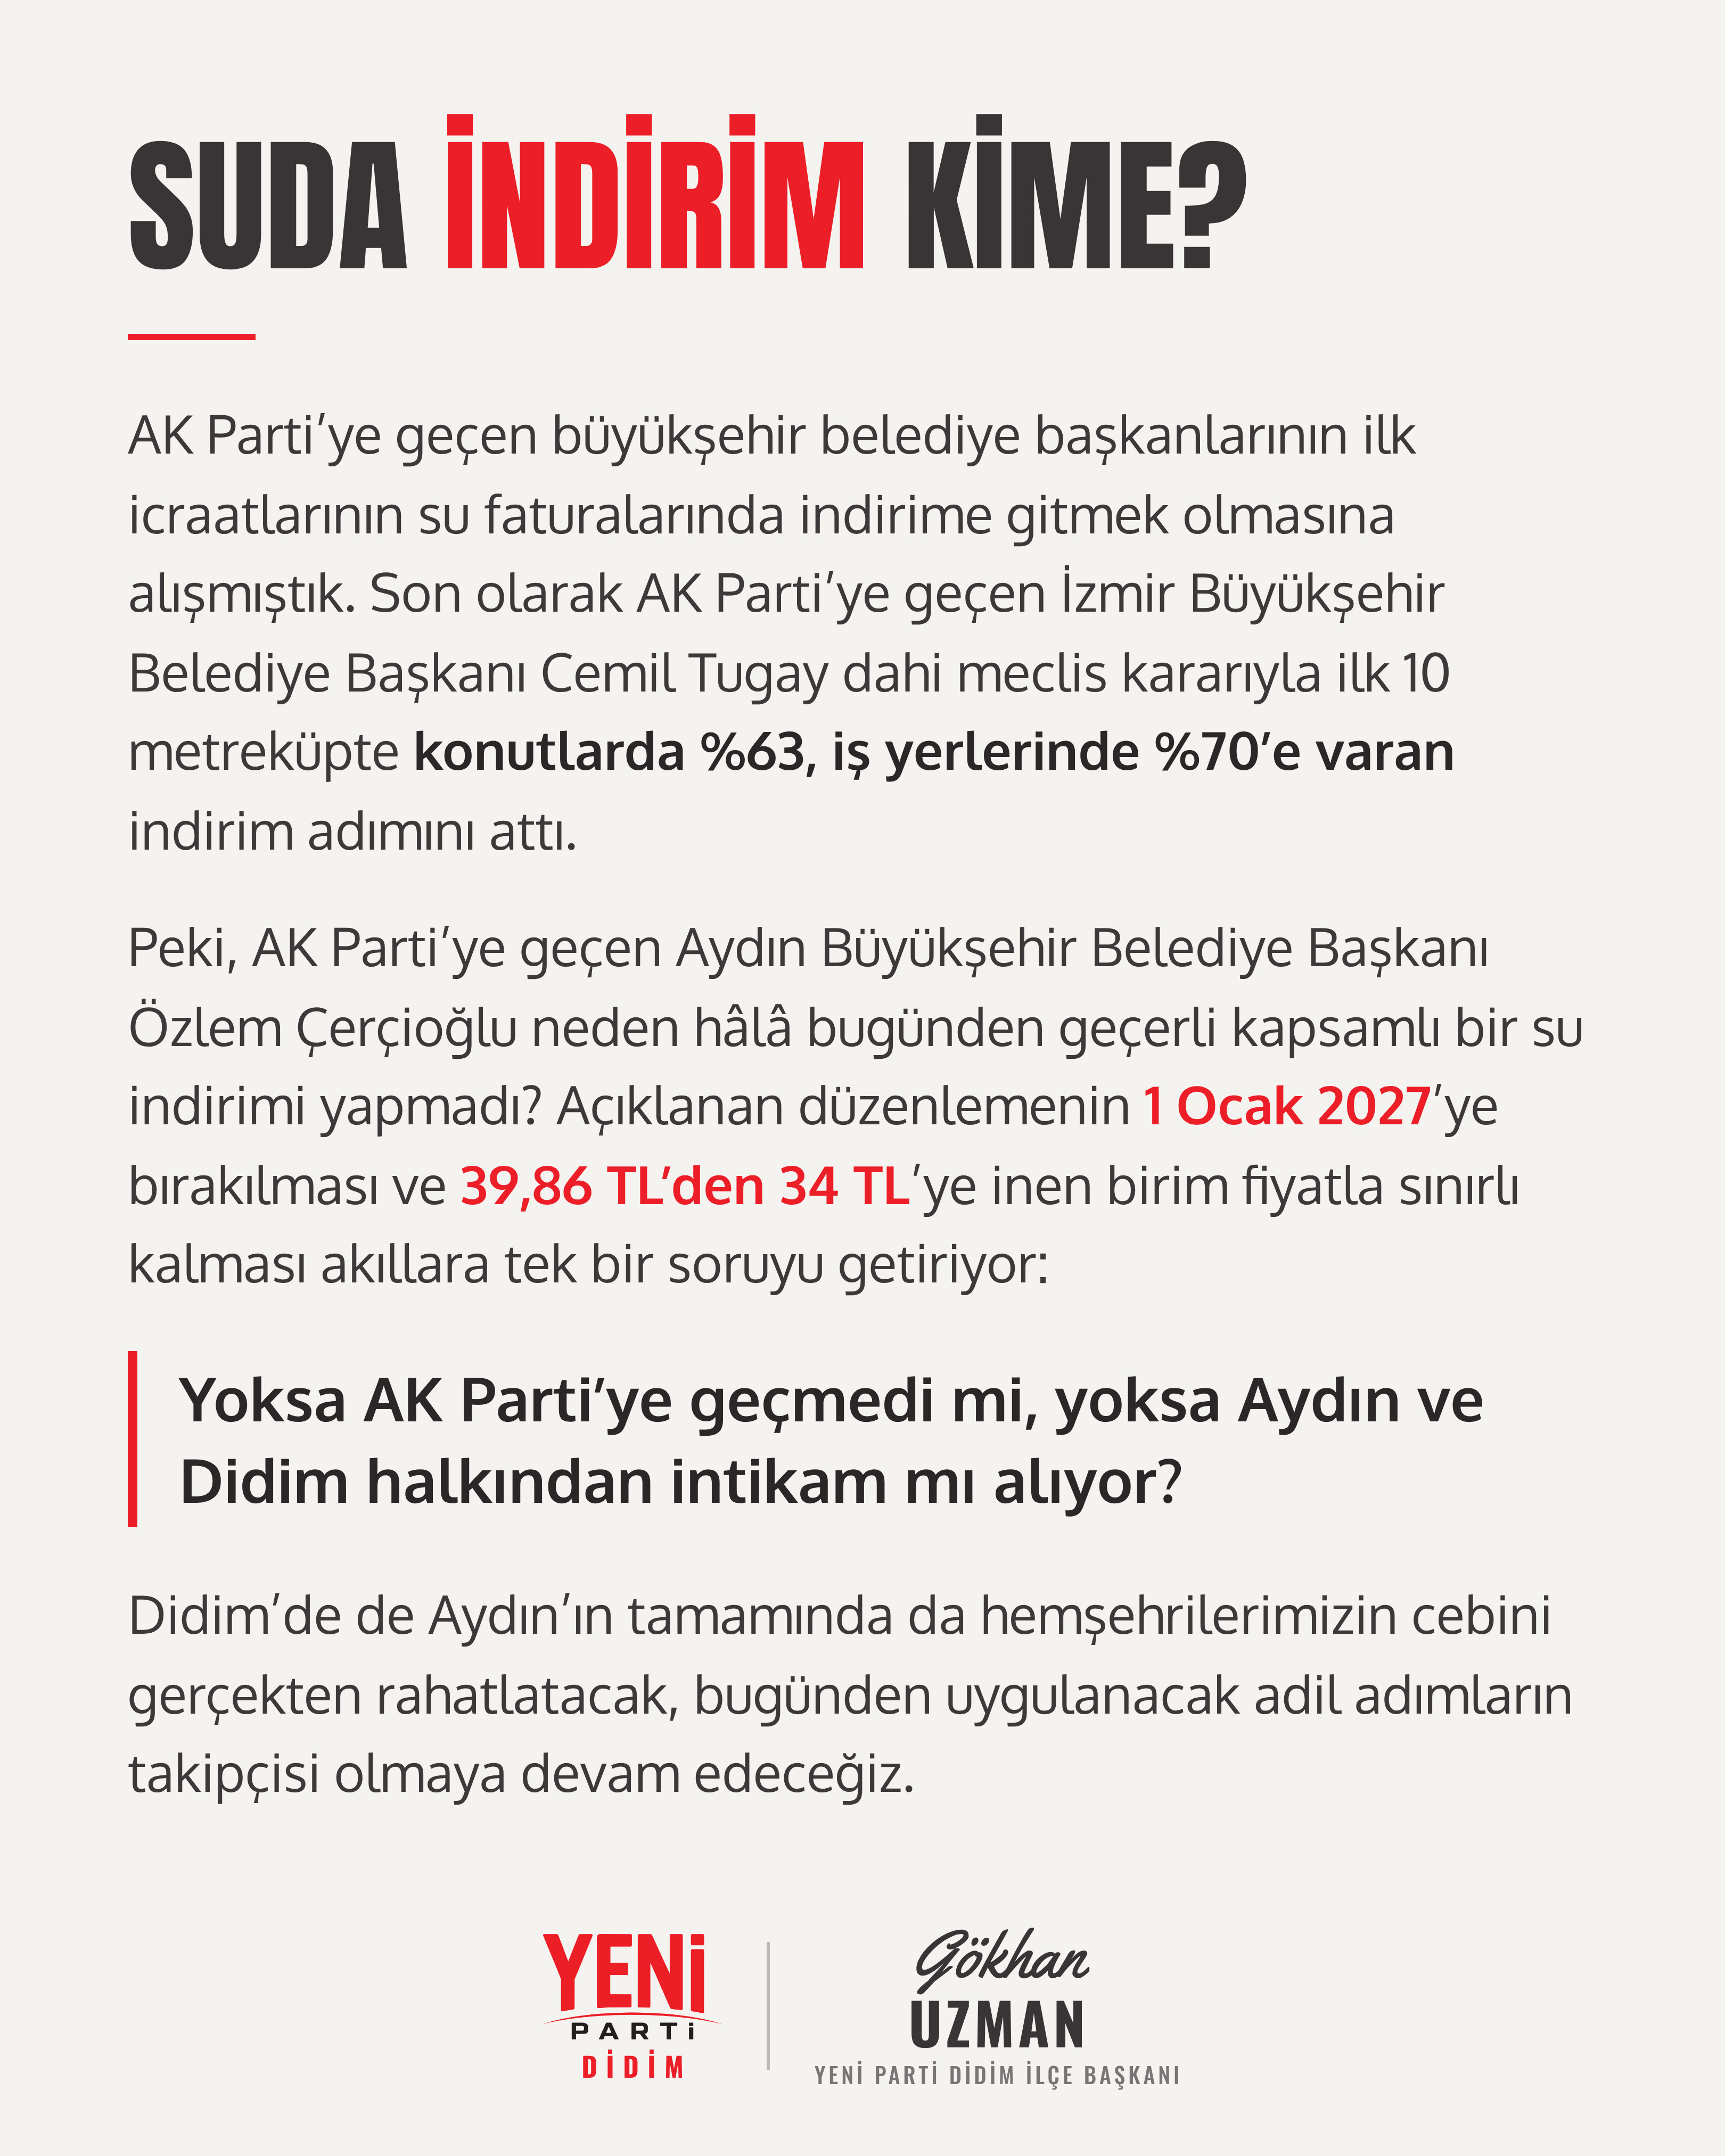 SUDA İNDİRİM KİME?
AK Parti’ye geçen büyükşehir belediye başkanlarının ilk
icraatlarının su faturalarında indirime gitmek olmasına
alışmıştık. Son olarak AK Parti’ye geçen İzmir Büyükşehir
Belediye Başkanı Cemil Tugay dahi meclis kararıyla ilk 10
metreküpte konutlarda %63, iş yerlerinde %70’e varan
indirim adımını attı.
Peki, AK Parti’ye geçen Aydın Büyükşehir Belediye Başkanı
Özlem Çerçioğlu neden hâlâ bugünden geçerli kapsamlı bir su
indirimi yapmadı? Açıklanan düzenlemenin 1 Ocak 2027’ye
bırakılması ve 39,86 TL’den 34 TL’ye inen birim fiyatla sınırlı
kalması akıllara tek bir soruyu getiriyor:
Yoksa AK Parti’ye geçmedi mi, yoksa Aydın ve
Didim halkından intikam mı alıyor?
Didim’de de Aydın’ın tamamında da hemşehrilerimizin cebini
gerçekten rahatlatacak, bugünden uygulanacak adil adımların
takipçisi olmaya devam edeceğiz.
YENİ
PARTİ
DİDİM
Gökhan
UZMAN
YENİ PARTİ DİDİM İLÇE BAŞKANI